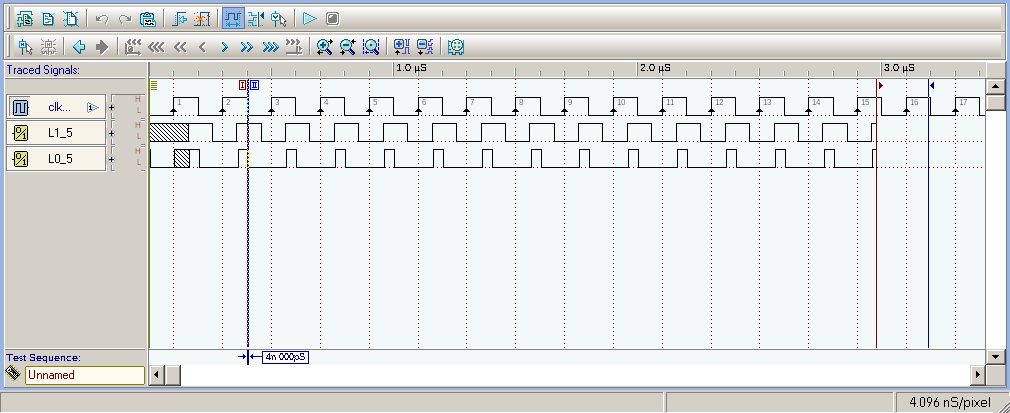 Traced Signals:
1.0 µS
2.0 µS
3.0 µS
I
II
clk...
H
L
1
2
3
4
5
6
7
8
9
10
11
12
13
14
15
16
17
L1_5
H
L
L0_5
H
L
Test Sequence:
Unnamed
4.096 nS/pixel